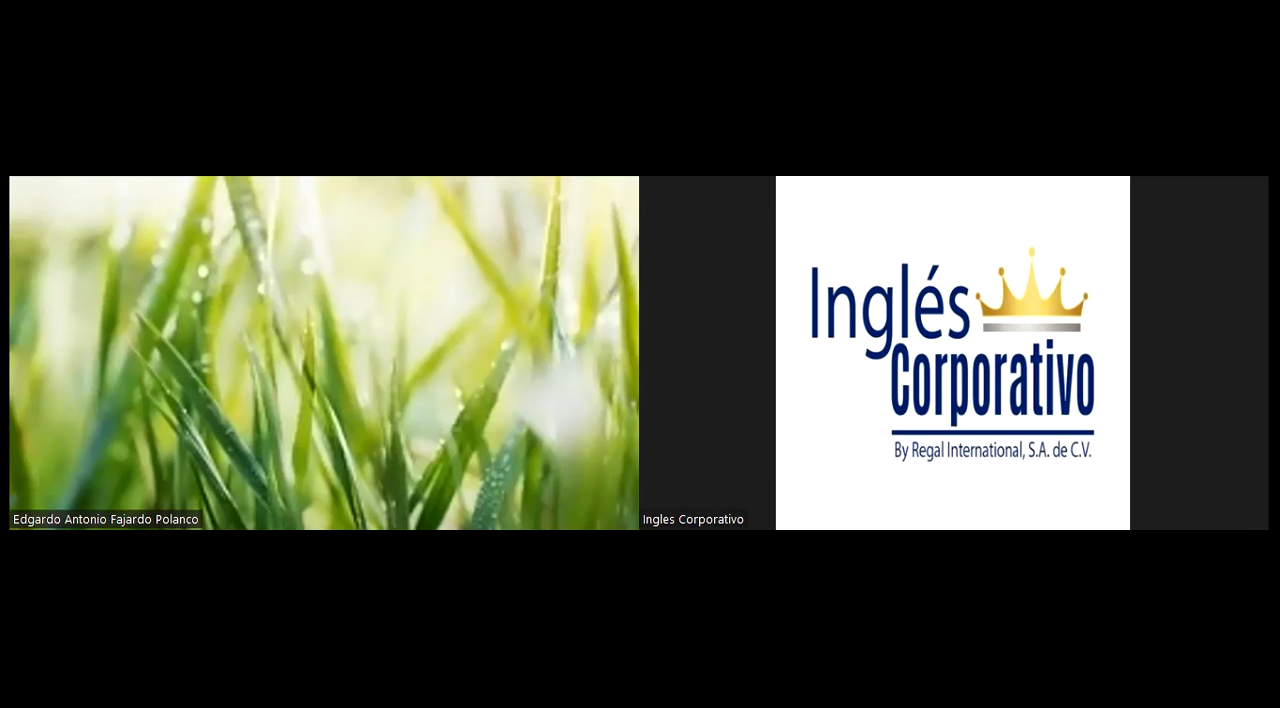 Inglés
Corporativo
By Regal International, S.A. de C.V.
Edgardo Antonio Fajardo Polanco
Ingles Corporativo